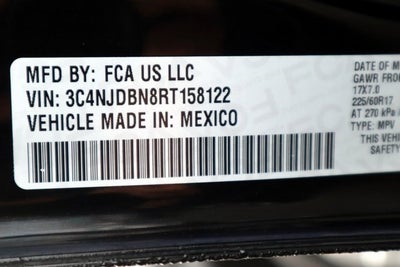 MFD BY: FCA US LLC
VIN: 3C4NJDBN8RT158122
VEHICLE MADE IN: MEXICO
DATE OF M
GAWR FRO
17X7.0
225/60R17
AT 270 kPa
TYPE: MPV
THIS VEHI
SAFETY